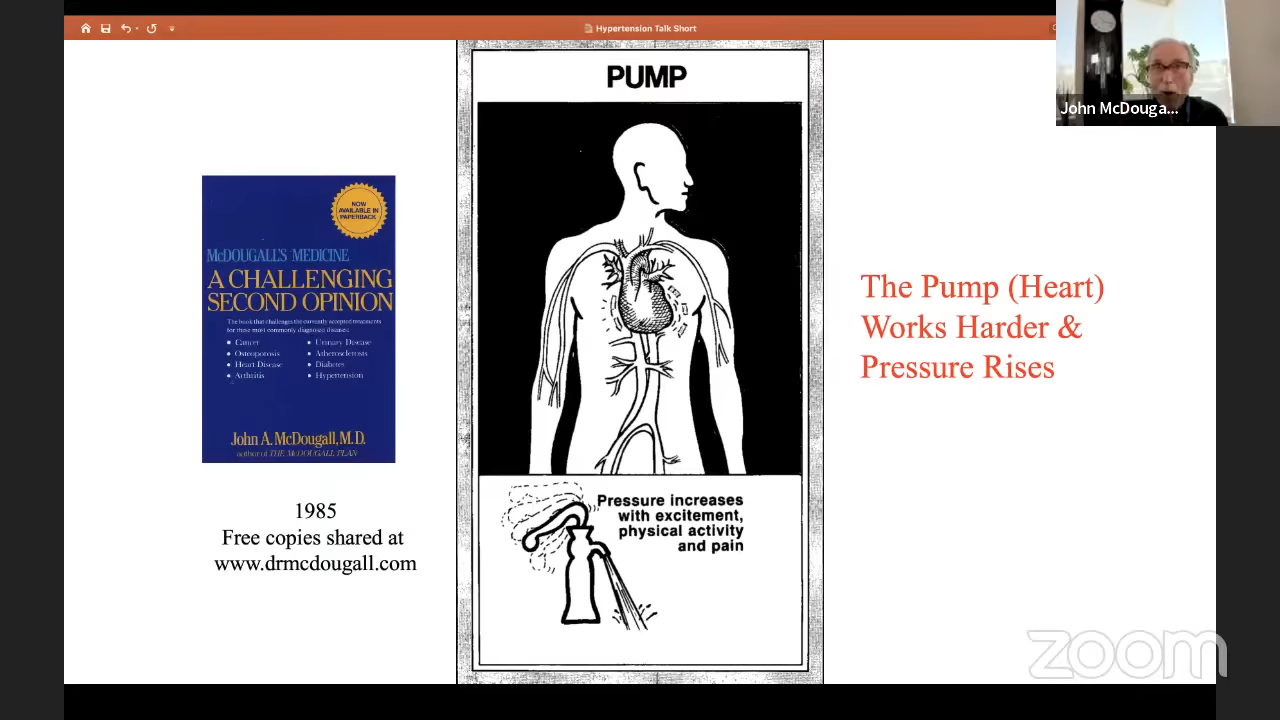 Hypertension Talk Short
John McDouga...
PUMP
NOW
AVAILABLE IN
PAPERBACK
McDOUGALL'S MEDICINE
A CHALLENGING
SECOND OPINION
The book that challenges the currently accepted treatments
for these most commonly diagnosed diseases:
• Cancer
• Osteoporosis
• Heart Disease
• Arthritis
• Urinary Disease
• Atherosclerosis
• Diabetes
• Hypertension
John A. McDougall, M.D.
author of THE McDOUGALL PLAN
1985
Free copies shared at
www.drmcdougall.com
Pressure increases
with excitement,
physical activity
and pain
The Pump (Heart)
Works Harder &
Pressure Rises
zoom